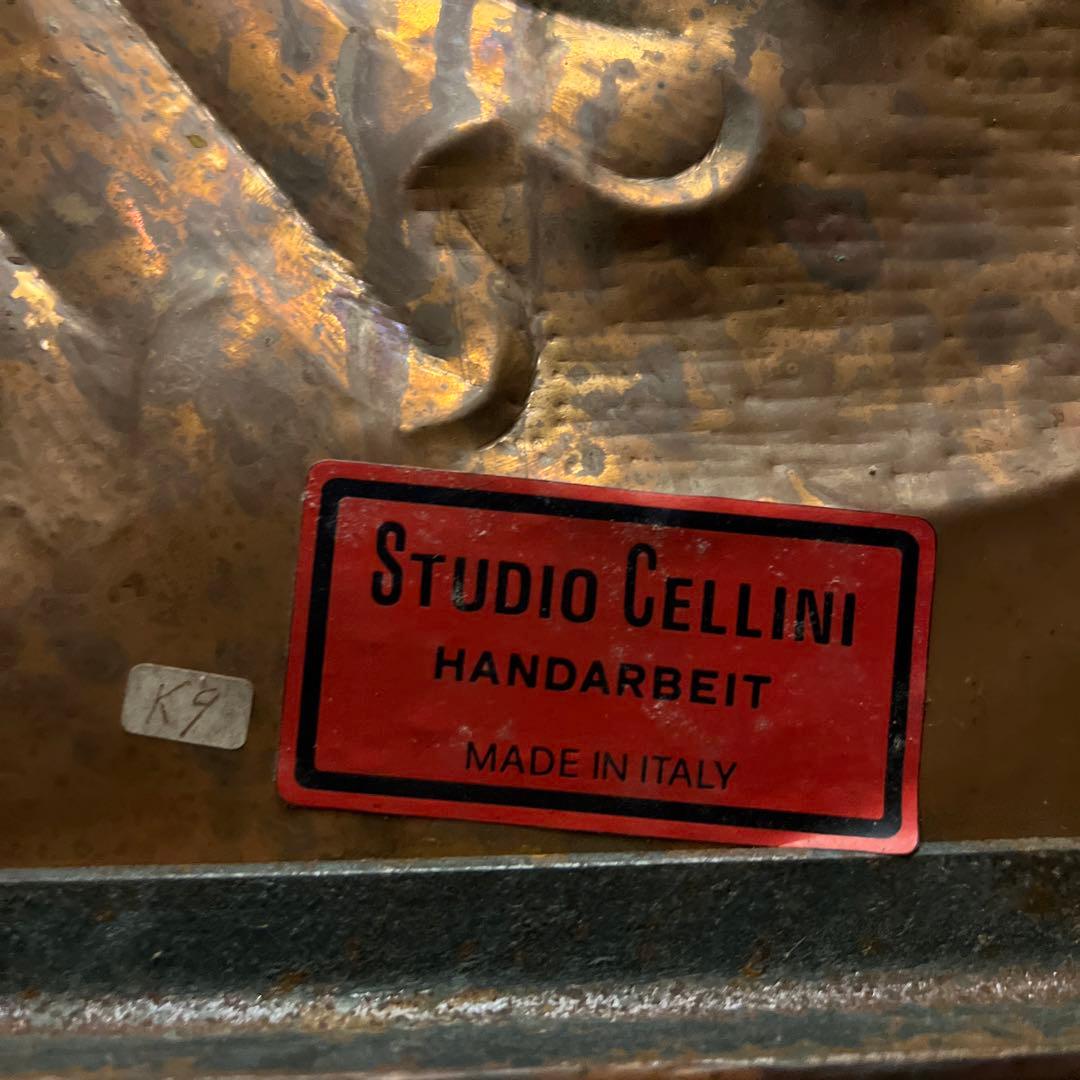 STUDIO CELLINI
HANDARBEIT
MADE IN ITALY
K9